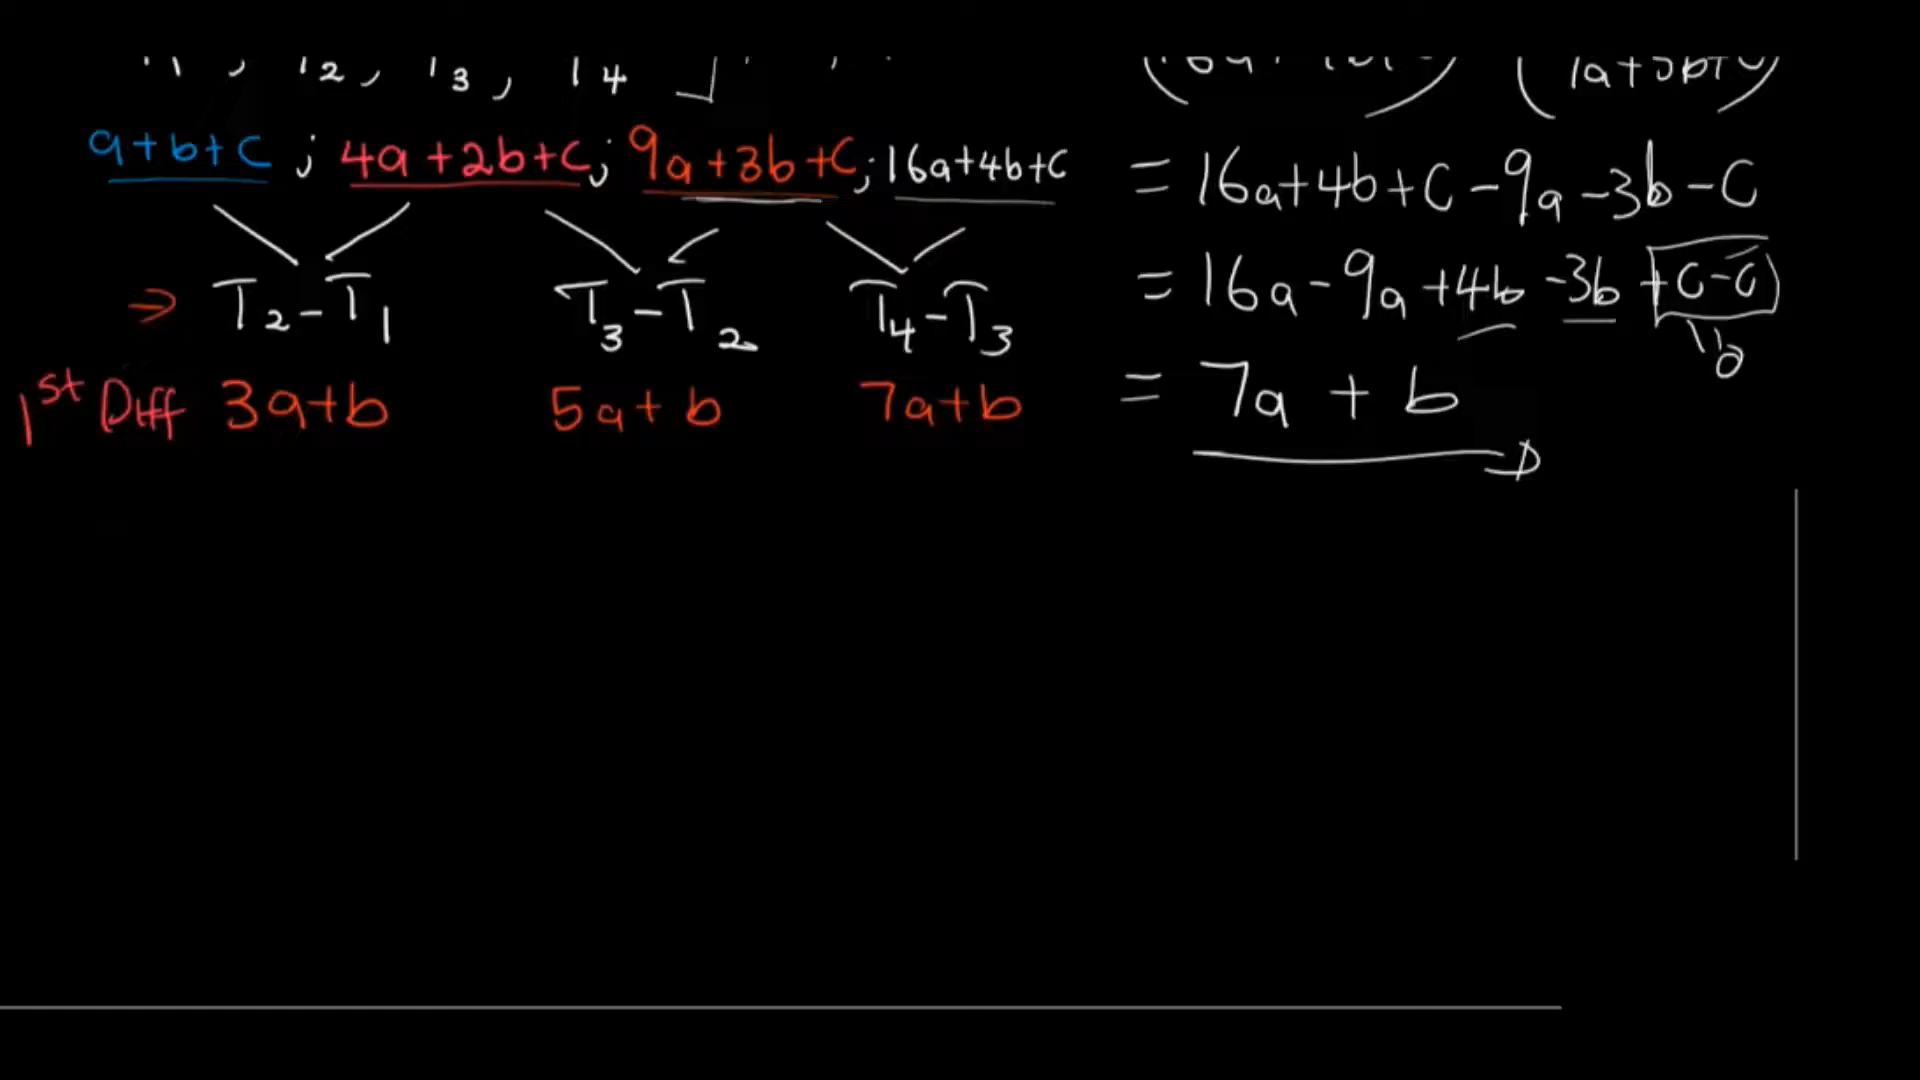 T1, T2, T3, T4
a+b+c ; 4a+2b+c ; 9a+3b+c ; 16a+4b+c
→ T2-T1 T3-T2 T4-T3
1st Diff 3a+b 5a+b 7a+b
= 16a+4b+c-9a-3b-c
= 16a-9a+4b-3b+c-c
0
= 7a + b